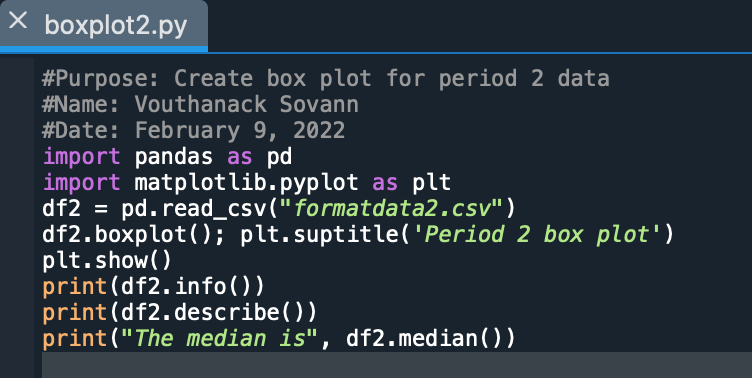 × boxplot2.py
#Purpose: Create box plot for period 2 data
#Name: Vouthanack Sovann
#Date: February 9, 2022
import pandas as pd
import matplotlib.pyplot as plt
df2 = pd.read_csv("formatdata2.csv")
df2.boxplot(); plt.suptitle('Period 2 box plot')
plt.show()
print(df2.info())
print(df2.describe())
print("The median is", df2.median())